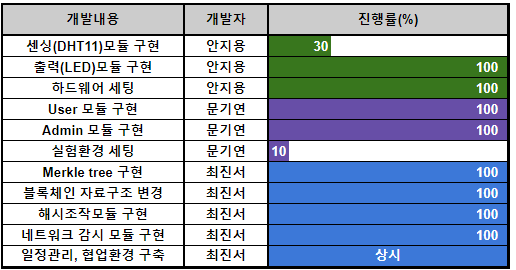 개발내용 개발자 진행률(%)
센싱(DHT11)모듈 구현 안지용 30
출력(LED)모듈 구현 안지용 100
하드웨어 세팅 안지용 100
User 모듈 구현 문기연 100
Admin 모듈 구현 문기연 100
실험환경 세팅 문기연 10
Merkle tree 구현 최진서 100
블록체인 자료구조 변경 최진서 100
해시조작모듈 구현 최진서 100
네트워크 감시 모듈 구현 최진서 100
일정관리, 협업환경 구축 최진서 상시